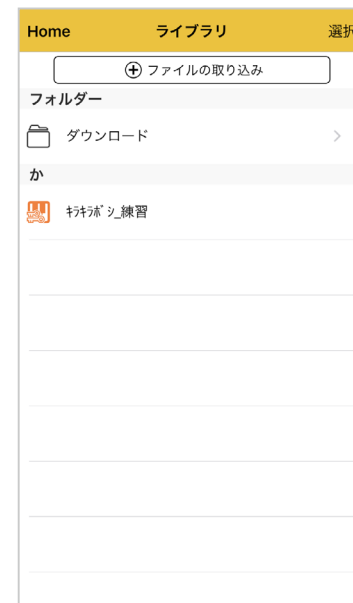 Home ライブラリ 選択
ファイルの取り込み
フォルダー
ダウンロード
か
ｷﾗｷﾗﾎﾞｼ_練習